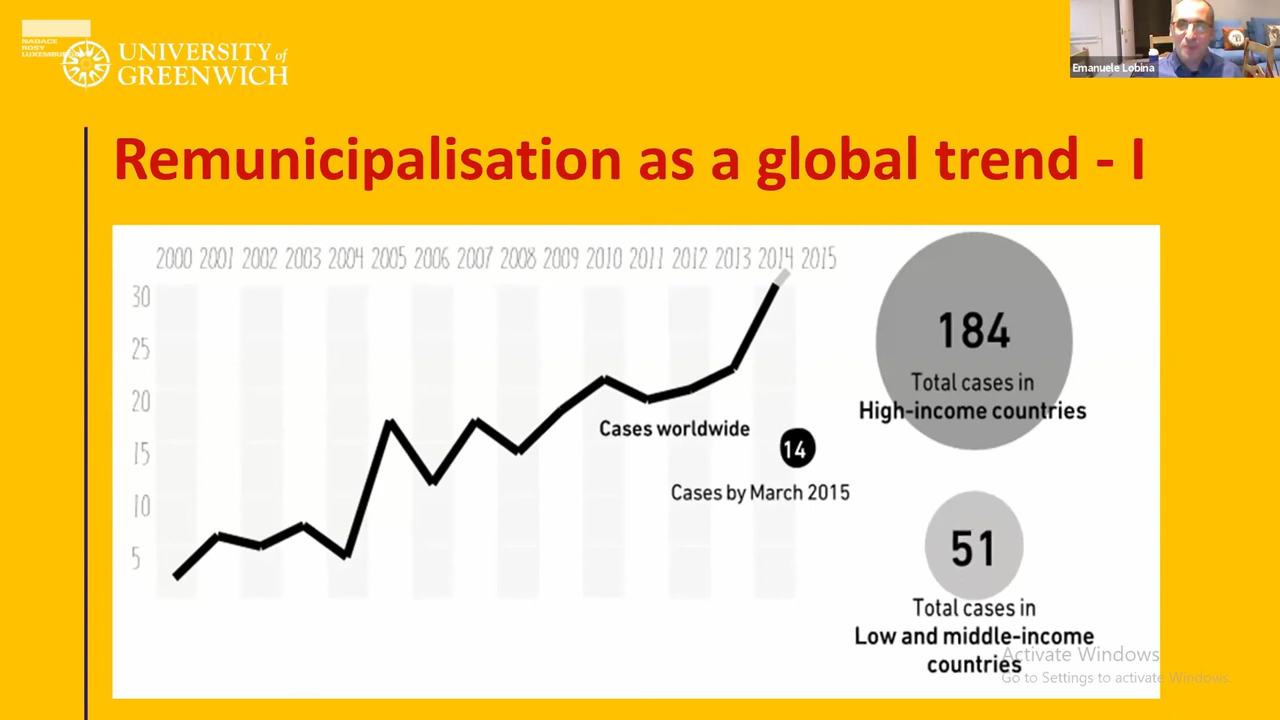 RABACE
ROSY
LUXEMBURG
UNIVERSITY of
GREENWICH
Emanuele Lobina
Remunicipalisation as a global trend - I
2000 2001 2002 2003 2004 2005 2006 2007 2008 2009 2010 2011 2012 2013 2014 2015
30
25
20
15
10
5
Cases worldwide
14
Cases by March 2015
184
Total cases in
High-income countries
51
Total cases in
Low and middle-income
countries
Activate Windows
Go to Settings to activate Windows.